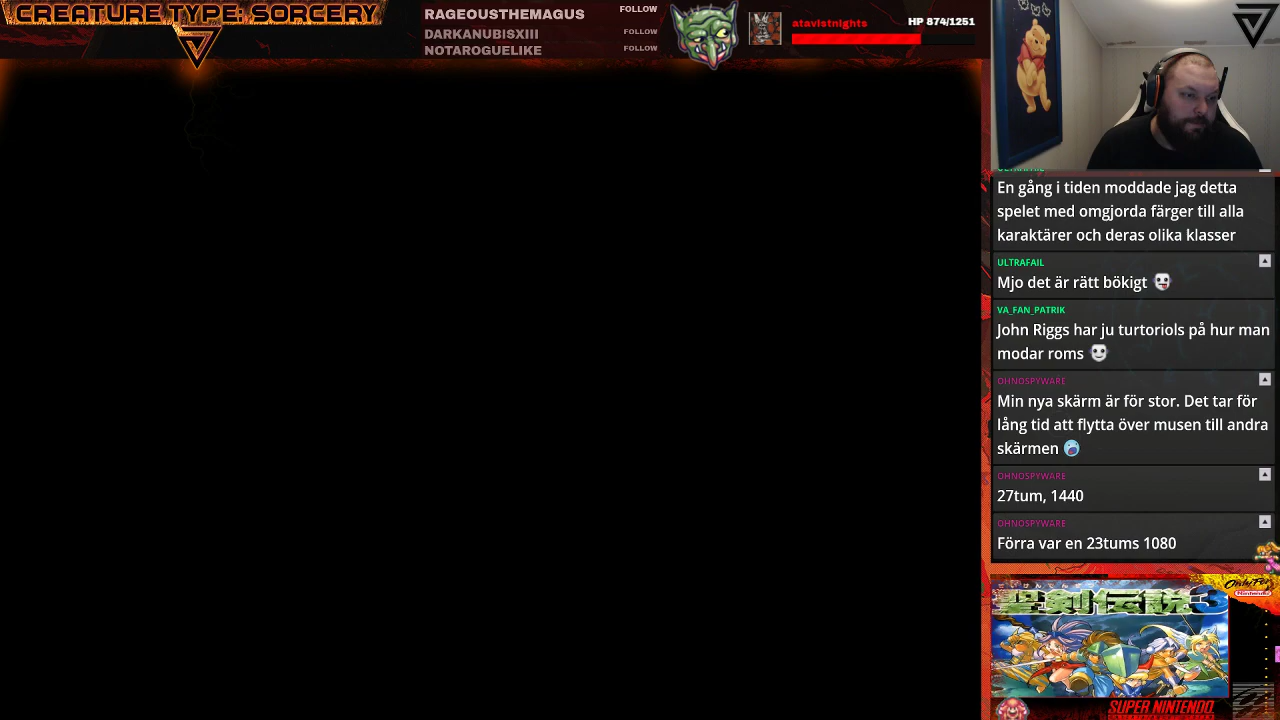 CREATURE TYPE: SORCERY
RAGEOUSTHEMAGUS FOLLOW
DARKANUBISXIII FOLLOW
NOTAROGUELIKE FOLLOW
atavistnights HP 874/1251
En gång i tiden moddade jag detta
spelet med omgjorda färger till alla
karaktärer och deras olika klasser
ULTRAFAIL
Mjo det är rätt bökigt
VA_FAN_PATRIK
John Riggs har ju turtoriols på hur man
modar roms
OHNOSPYWARE
Min nya skärm är för stor. Det tar för
lång tid att flytta över musen till andra
skärmen
OHNOSPYWARE
27tum, 1440
OHNOSPYWARE
Förra var en 23tums 1080
聖剣伝説3
Only For
Nintendo
SUPER NINTENDO